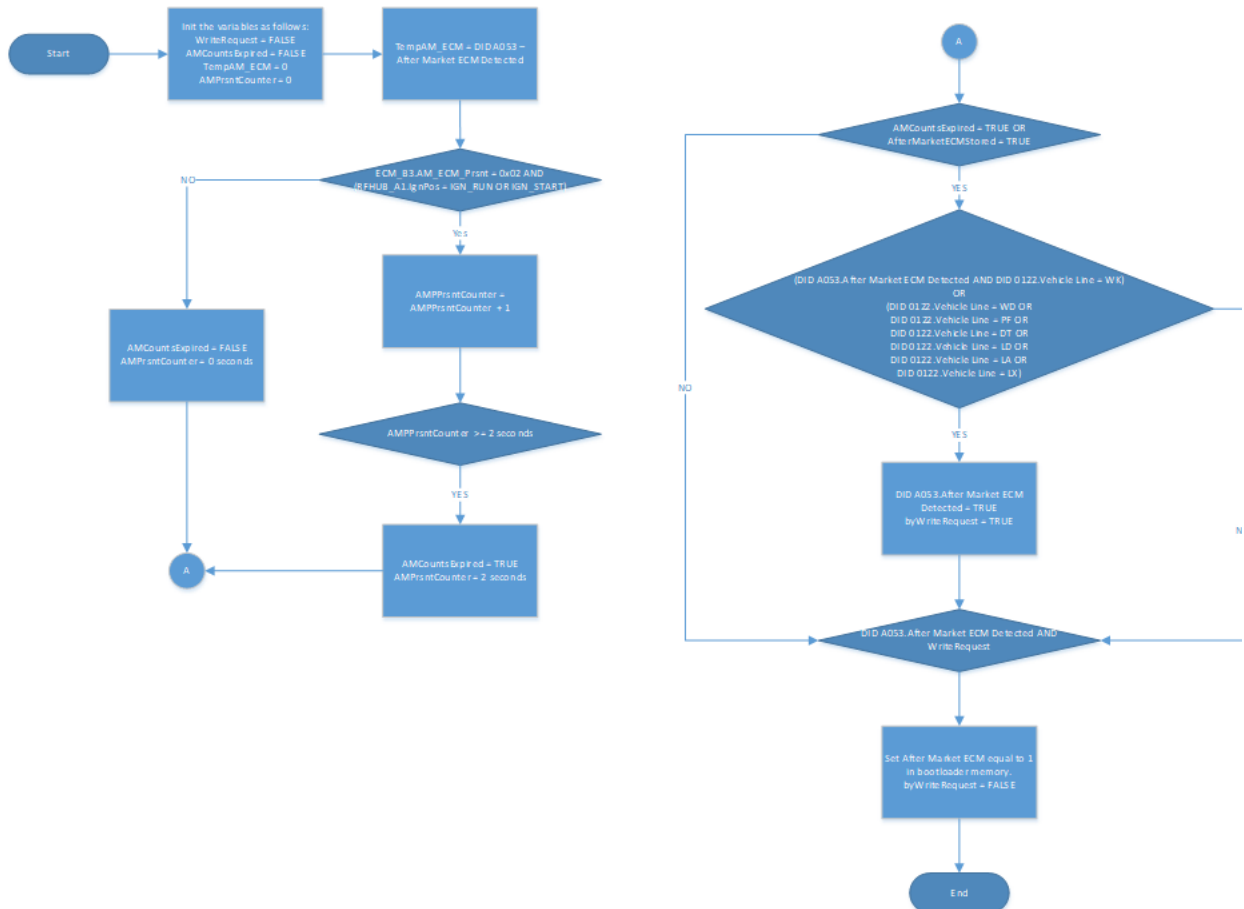 Start
Init the variables as follows:
WriteRequest = FALSE
AMCountsExpired = FALSE
TempAM_ECM = 0
AMPrsntCounter = 0
TempAM_ECM = DID A053 –
After Market ECM Detected
ECM_B3.AM_ECM_Prsnt = 0x02 AND
(RFHUB_A1.IgnPos = IGN_RUN OR IGN_START)
NO
Yes
AMPPrsntCounter =
AMPPrsntCounter + 1
AMCountsExpired = FALSE
AMPrsntCounter = 0 seconds
AMPPrsntCounter >= 2 seconds
YES
AMCountsExpired = TRUE
AMPrsntCounter = 2 seconds
A
A
AMCountsExpired = TRUE OR
AfterMarketECMStored = TRUE
YES
NO
(DID A053.After Market ECM Detected AND DID 0122.Vehicle Line = WK)
OR
(DID 0122.Vehicle Line = WD OR
DID 0122.Vehicle Line = PF OR
DID 0122.Vehicle Line = DT OR
DID 0122.Vehicle Line = LD OR
DID 0122.Vehicle Line = LA OR
DID 0122.Vehicle Line = LX)
YES
N
DID A053.After Market ECM
Detected = TRUE
byWriteRequest = TRUE
DID A053.After Market ECM Detected AND
WriteRequest
Set After Market ECM equal to 1
in bootloader memory.
byWriteRequest = FALSE
End